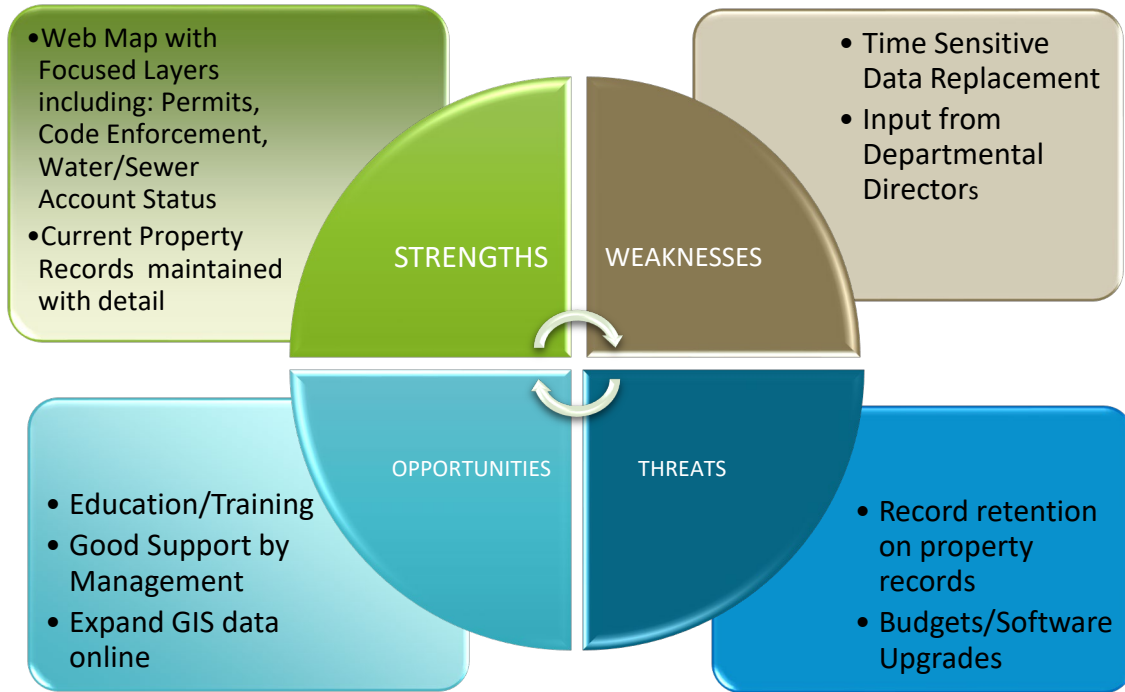 •Web Map with
Focused Layers
including: Permits,
Code Enforcement,
Water/Sewer
Account Status
•Current Property
Records maintained
with detail
• Time Sensitive
Data Replacement
• Input from
Departmental
Directors
STRENGTHS
WEAKNESSES
OPPORTUNITIES
THREATS
• Education/Training
• Good Support by
Management
• Expand GIS data
online
• Record retention
on property
records
• Budgets/Software
Upgrades